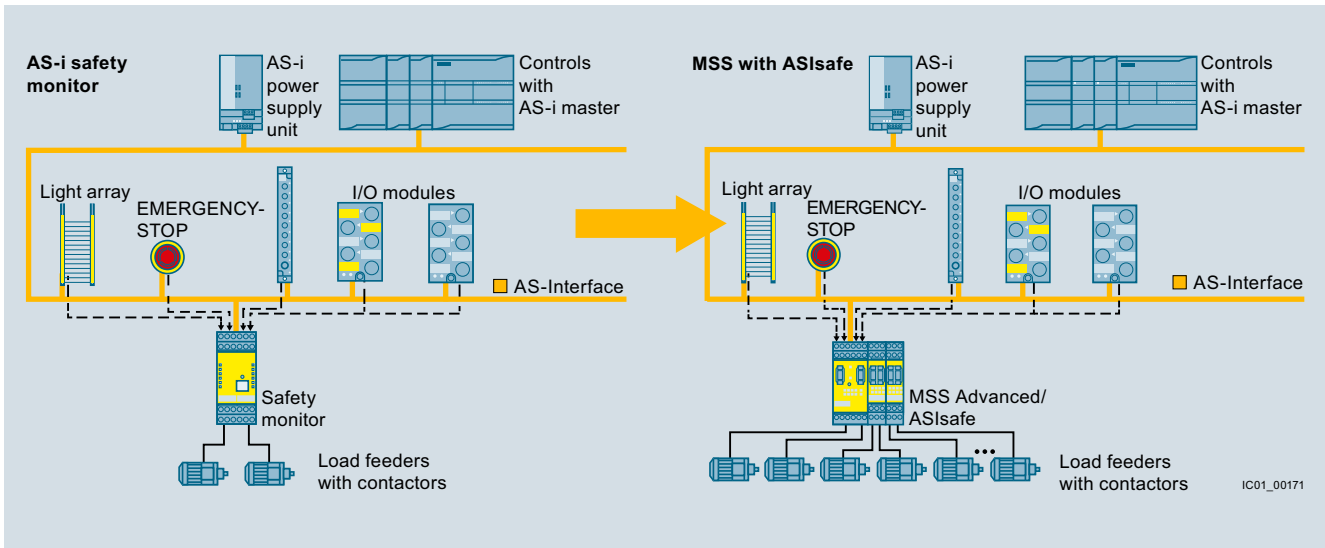 AS-i safety
monitor
AS-i
power
supply
unit
Controls
with
AS-i master
Light array
EMERGENCY-
STOP
I/O modules
AS-Interface
Safety
monitor
Load feeders
with contactors
MSS with ASIsafe
AS-i
power
supply
unit
Controls
with
AS-i master
Light array
EMERGENCY-
STOP
I/O modules
AS-Interface
MSS Advanced/
ASIsafe
Load feeders
with contactors
IC01_00171